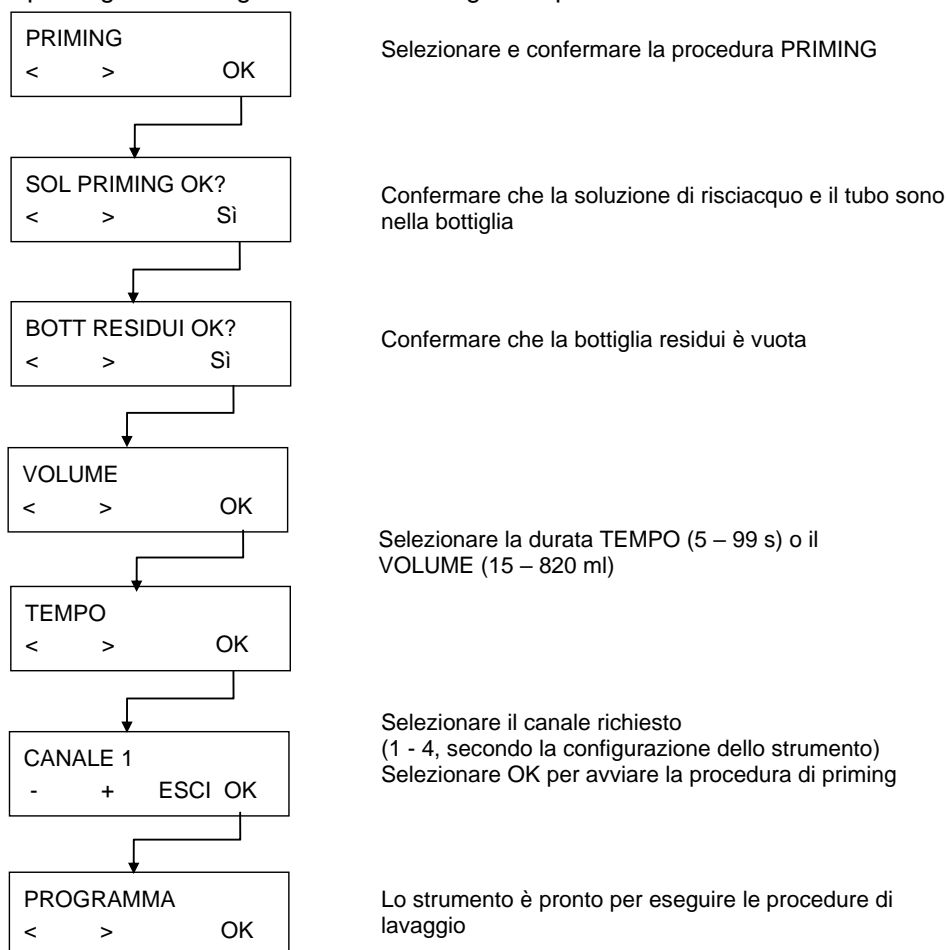 PRIMING
< > OK
Selezionare e confermare la procedura PRIMING
SOL PRIMING OK?
< > Sì
Confermare che la soluzione di risciacquo e il tubo sono
nella bottiglia
BOTT RESIDUI OK?
< > Sì
Confermare che la bottiglia residui è vuota
VOLUME
< > OK
Selezionare la durata TEMPO (5 – 99 s) o il
VOLUME (15 – 820 ml)
TEMPO
< > OK
CANALE 1
- + ESCI OK
Selezionare il canale richiesto
(1 - 4, secondo la configurazione dello strumento)
Selezionare OK per avviare la procedura di priming
PROGRAMMA
< > OK
Lo strumento è pronto per eseguire le procedure di
lavaggio